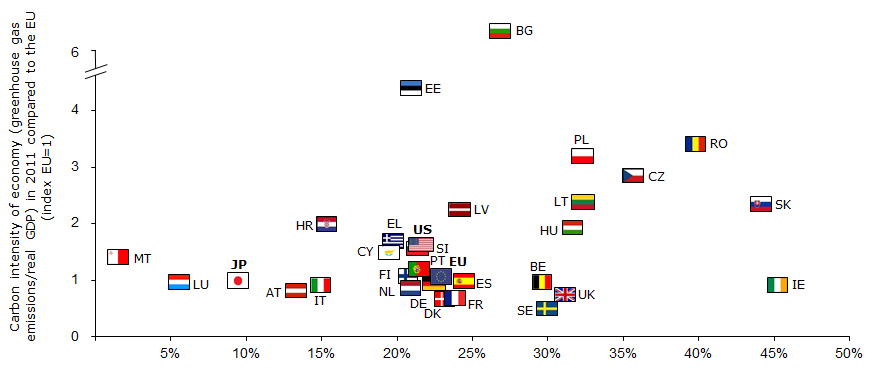 Carbon intensity of economy (greenhouse gas
emissions/real GDP) in 2011 compared to the EU
(index EU=1)
BG
6
EE
4
PL
RO
3
CZ
LT
SK
LV
2
HR
EL
US
HU
CY
SI
MT
JP
PT
EU
BE
1
LU
FI
ES
IE
AT
IT
NL
DE
FR
UK
DK
SE
0
5%
10%
15%
20%
25%
30%
35%
40%
45%
50%